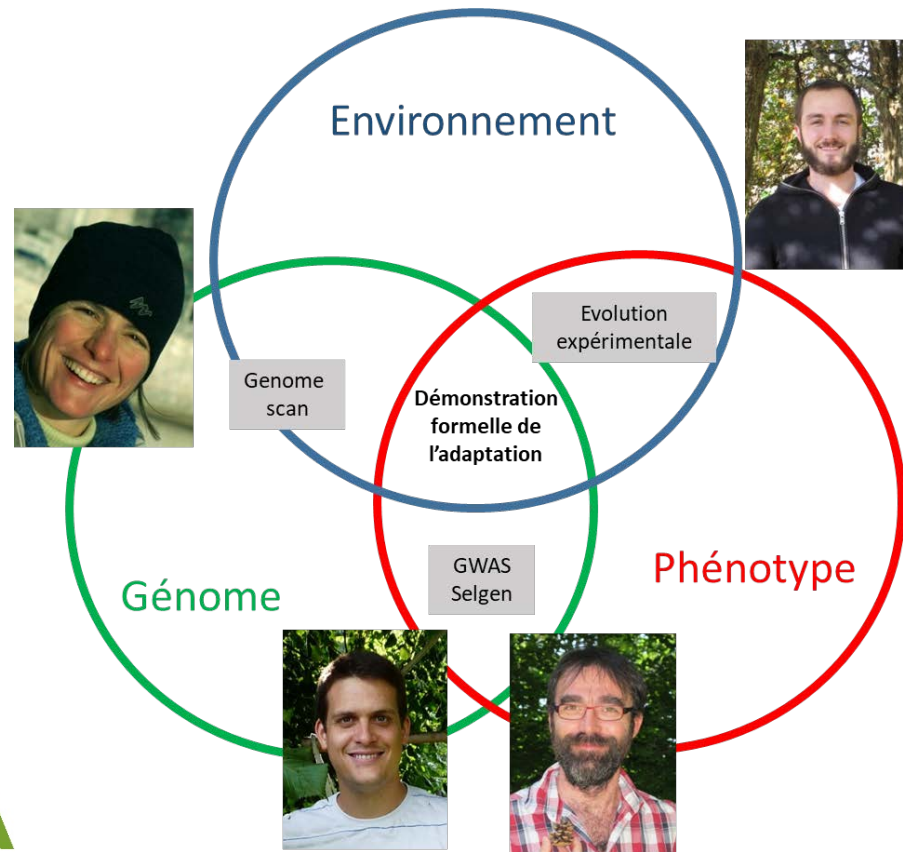 Environnement
Evolution
expérimentale
Genome
scan
Démonstration
formelle de
l'adaptation
GWAS
Selgen
Phénotype
Génome